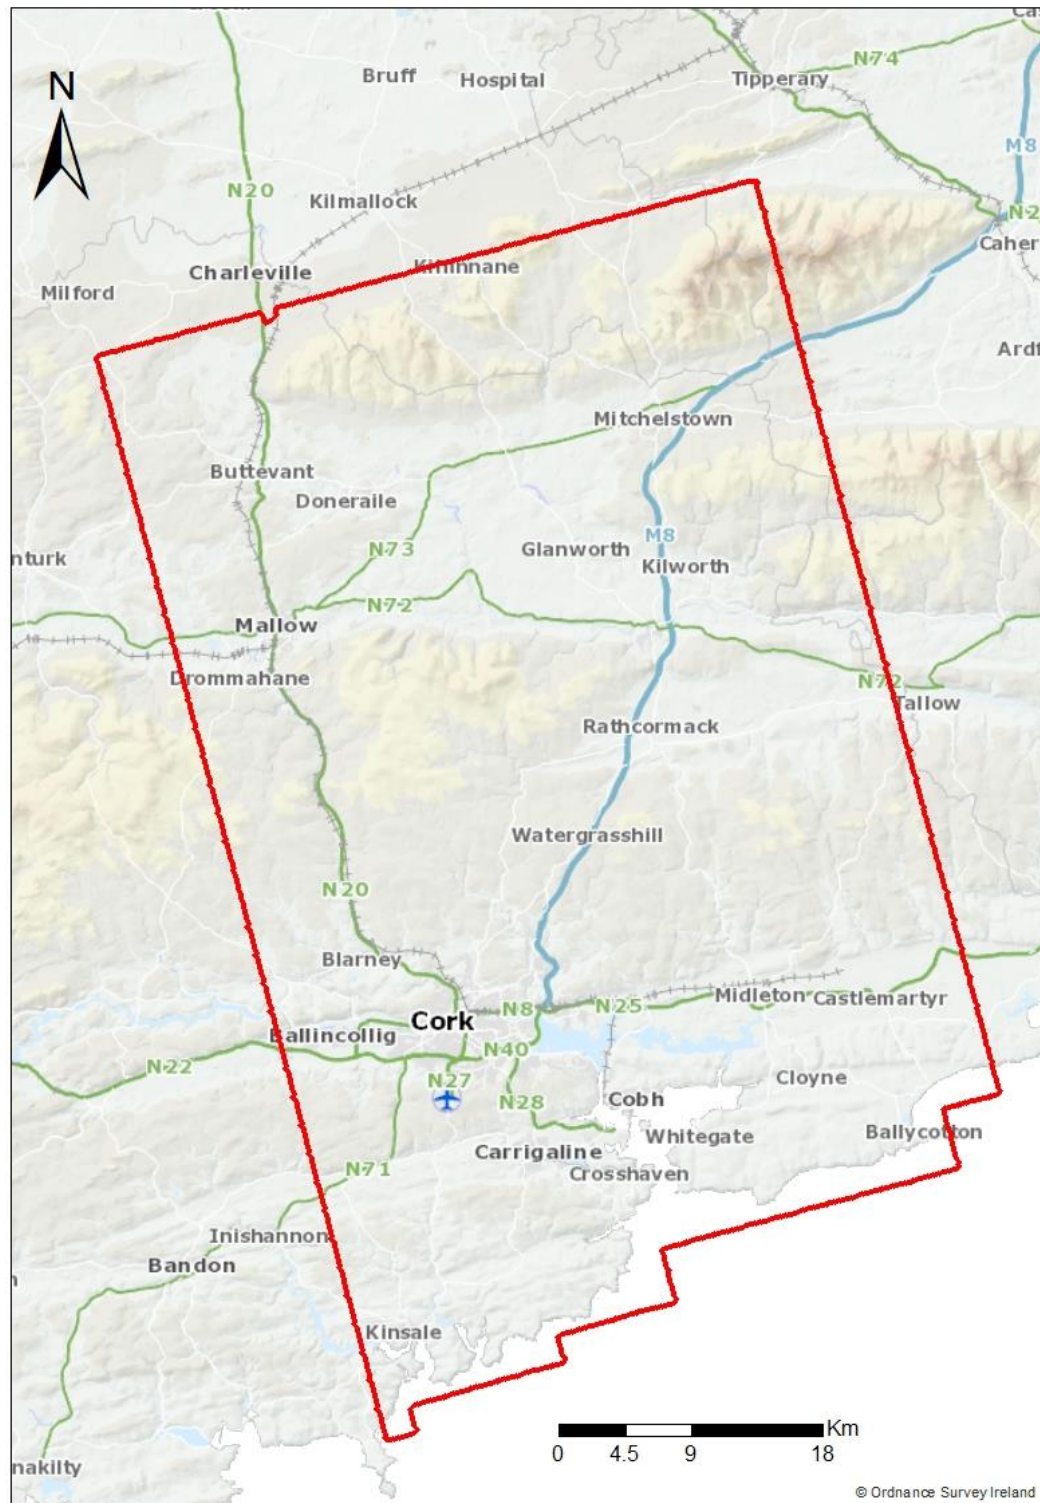 Bruff
Hospital
Tipperary
N74
N
M8
N20
Kilmallock
N2
Caher
Charleville
Kilfinnane
Milford
Ardf
Mitchelstown
Buttevant
Doneraile
M8
nturk
N73
Glanworth
Kilworth
N72
Mallow
Drommahane
N72
Tallow
Rathcormack
Watergrasshill
N20
Blarney
Midleton
Castlemartyr
N8
N25
Cork
Ballincollig
N40
N22
N27
Cloyne
N28
Cobh
Whitegate
Ballycotton
Carrigaline
N71
Crosshaven
Inishannon
Bandon
Kinsale
Km
0 4.5 9 18
nakilty
© Ordnance Survey Ireland